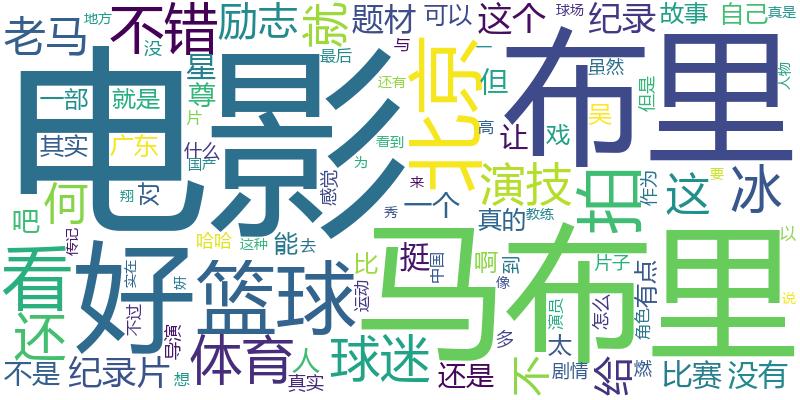 老马
地方
没
不错
励志
就
题材
可以
这个
球场
纪录
故事
自己
真是
电影
布里
马布里
北京
星
尊
最后
与
但
一
虽然
但是
人物
一部
就是
片
还有
其实
广东
什么
国产
看到
高
让
戏
吴
何
对
翔
感觉
为
来
演技
拍
作为
这
要
冰
吧
传记
秀
一个
真的
教练
看
好
哈哈
这种
能
去
比
挺
中国
啊
到
片子
以
还
实在
妍
篮球
运动
像
有点
不过
导演
多
演员
怎么
角色
说
不是
纪录片
想
体育
人
真实
球迷
还是
不
太
剧情
给
燃
比赛
没有